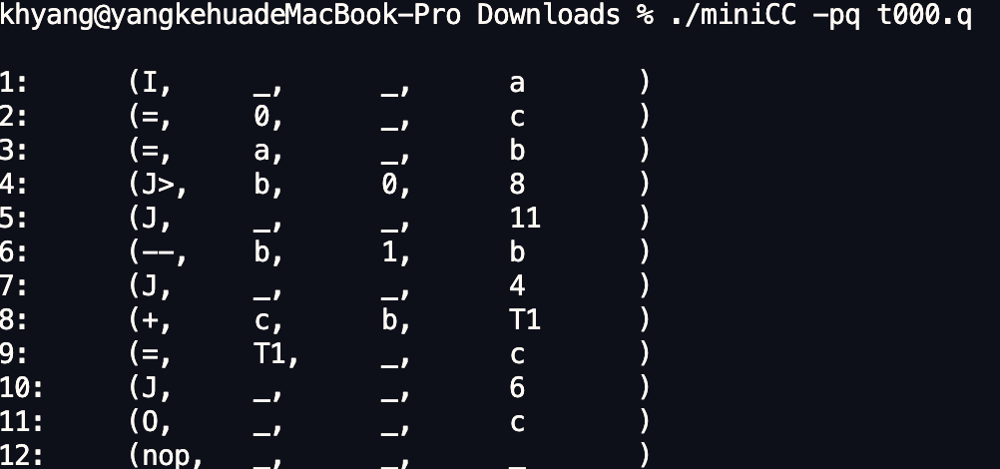 khyang@yangkehuadeMacBook-Pro Downloads % ./miniCC -pq t000.q
1: (I, _, _, a )
2: (=, 0, _, c )
3: (=, a, _, b )
4: (J>, b, 0, 8 )
5: (J, _, _, 11 )
6: (--, b, 1, b )
7: (J, _, _, 4 )
8: (+, c, b, T1 )
9: (=, T1, _, c )
10: (J, _, _, 6 )
11: (O, _, _, c )
12: (nop, _, _, _ )